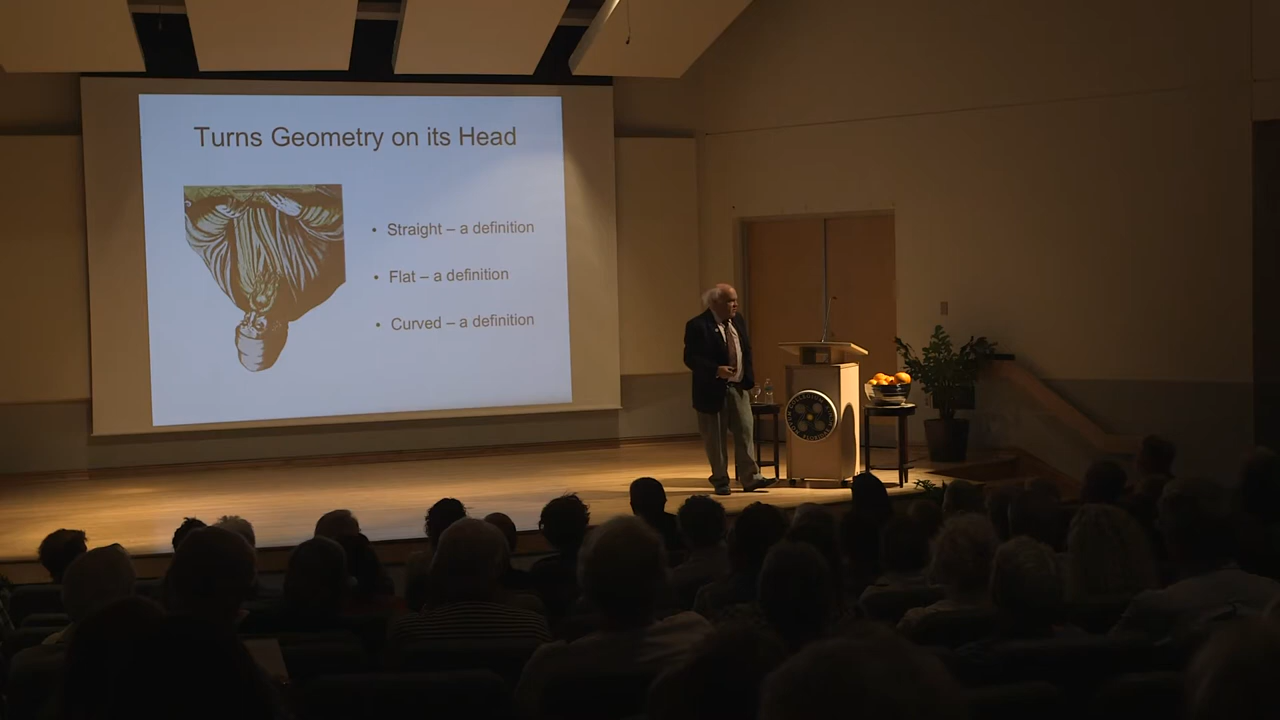 Turns Geometry on its Head
• Straight – a definition
• Flat – a definition
• Curved – a definition